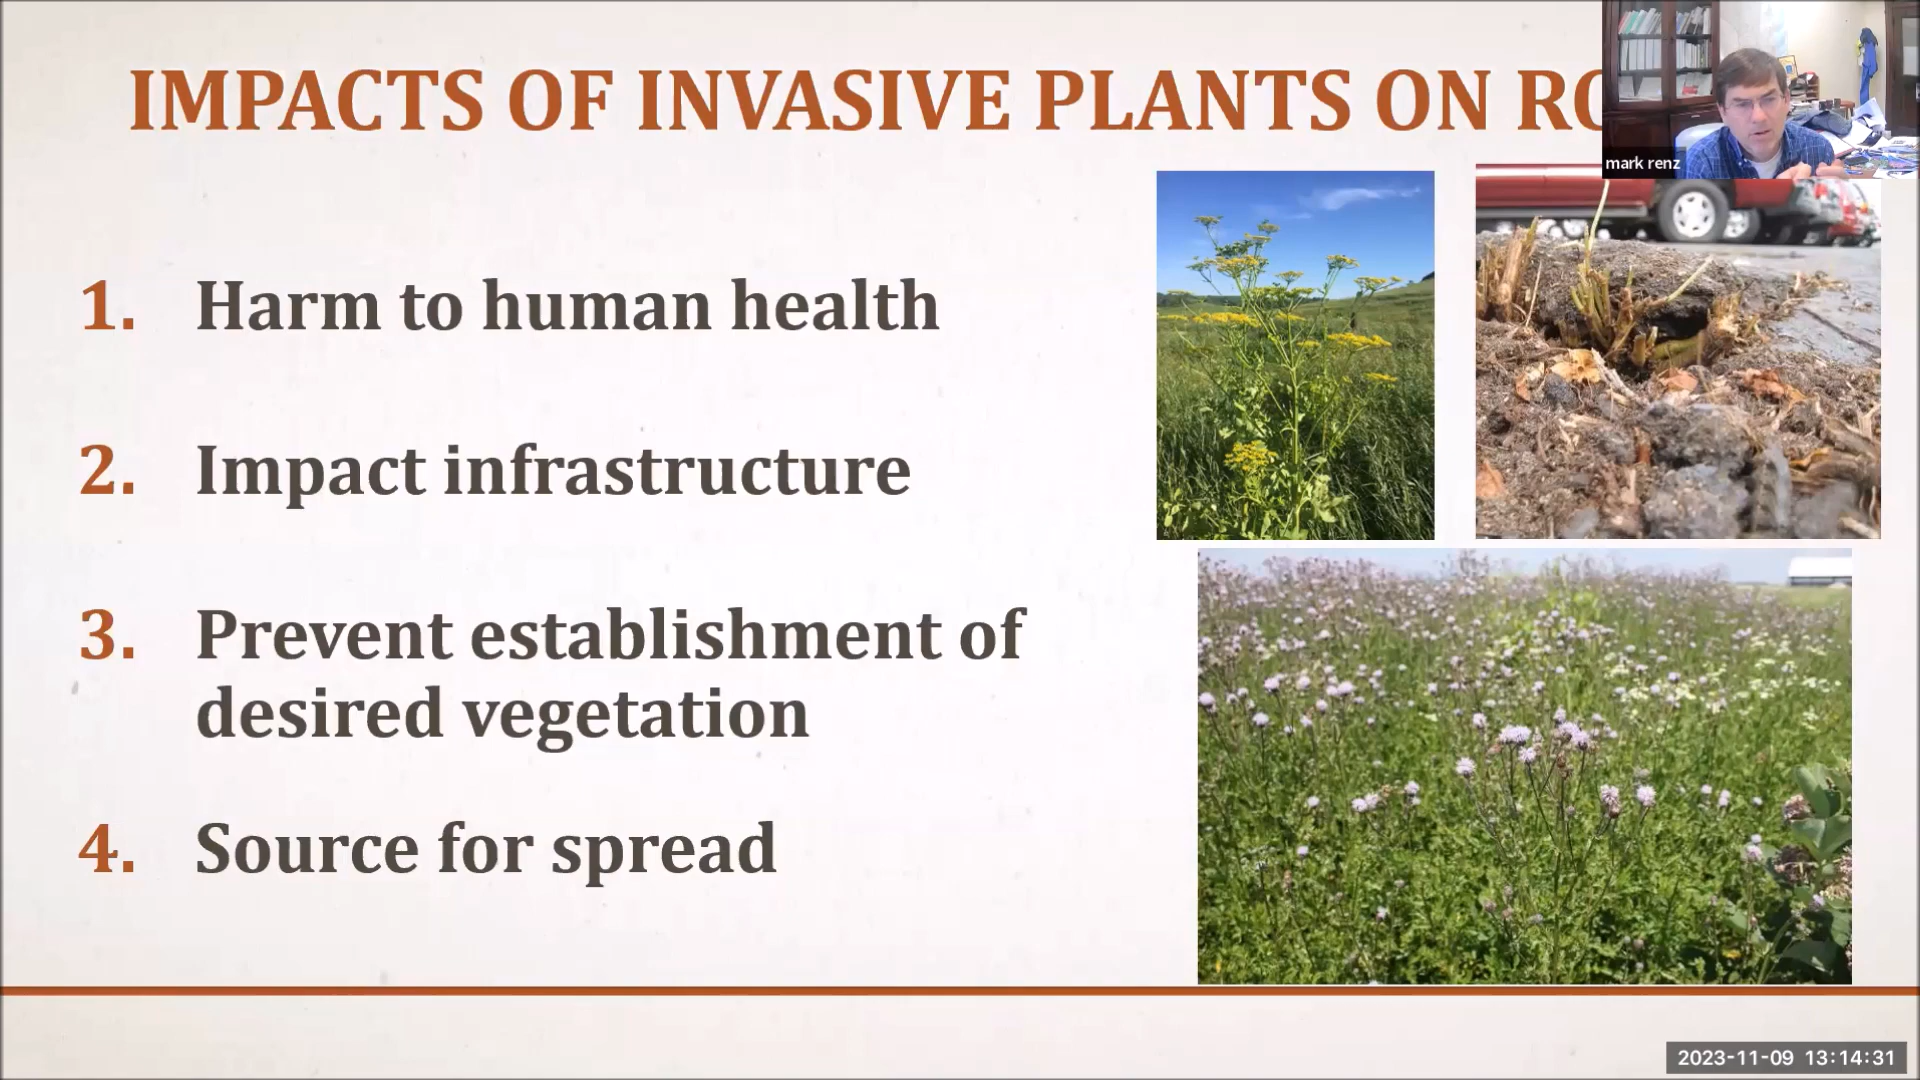 IMPACTS OF INVASIVE PLANTS ON
mark renz
1. Harm to human health
2. Impact infrastructure
3. Prevent establishment of
desired vegetation
4. Source for spread
2023-11-09 13:14:31